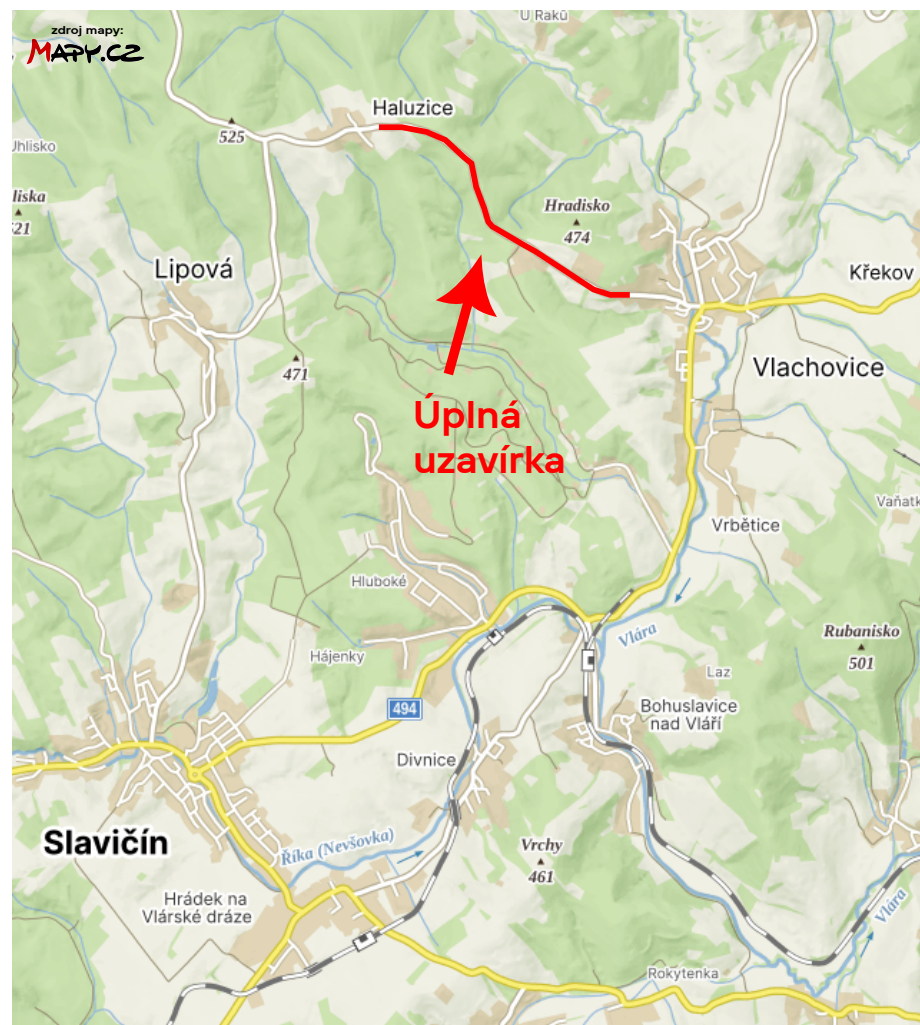 zdroj mapy:
MAPY.CZ
U Raků
Haluzice
525
Uhlisko
liska
521
Hradisko
474
Lipová
Křekov
471
Vlachovice
Úplná
uzavírka
Vrbětice
Vaňatk
Hluboké
Vlára
Rubanisko
501
Hájenky
Laz
494
Bohuslavice
nad Vláří
Divnice
Slavičín
Říka (Nevšovka)
Vrchy
461
Hrádek na
Vlárské dráze
Vlára
Rokytenka